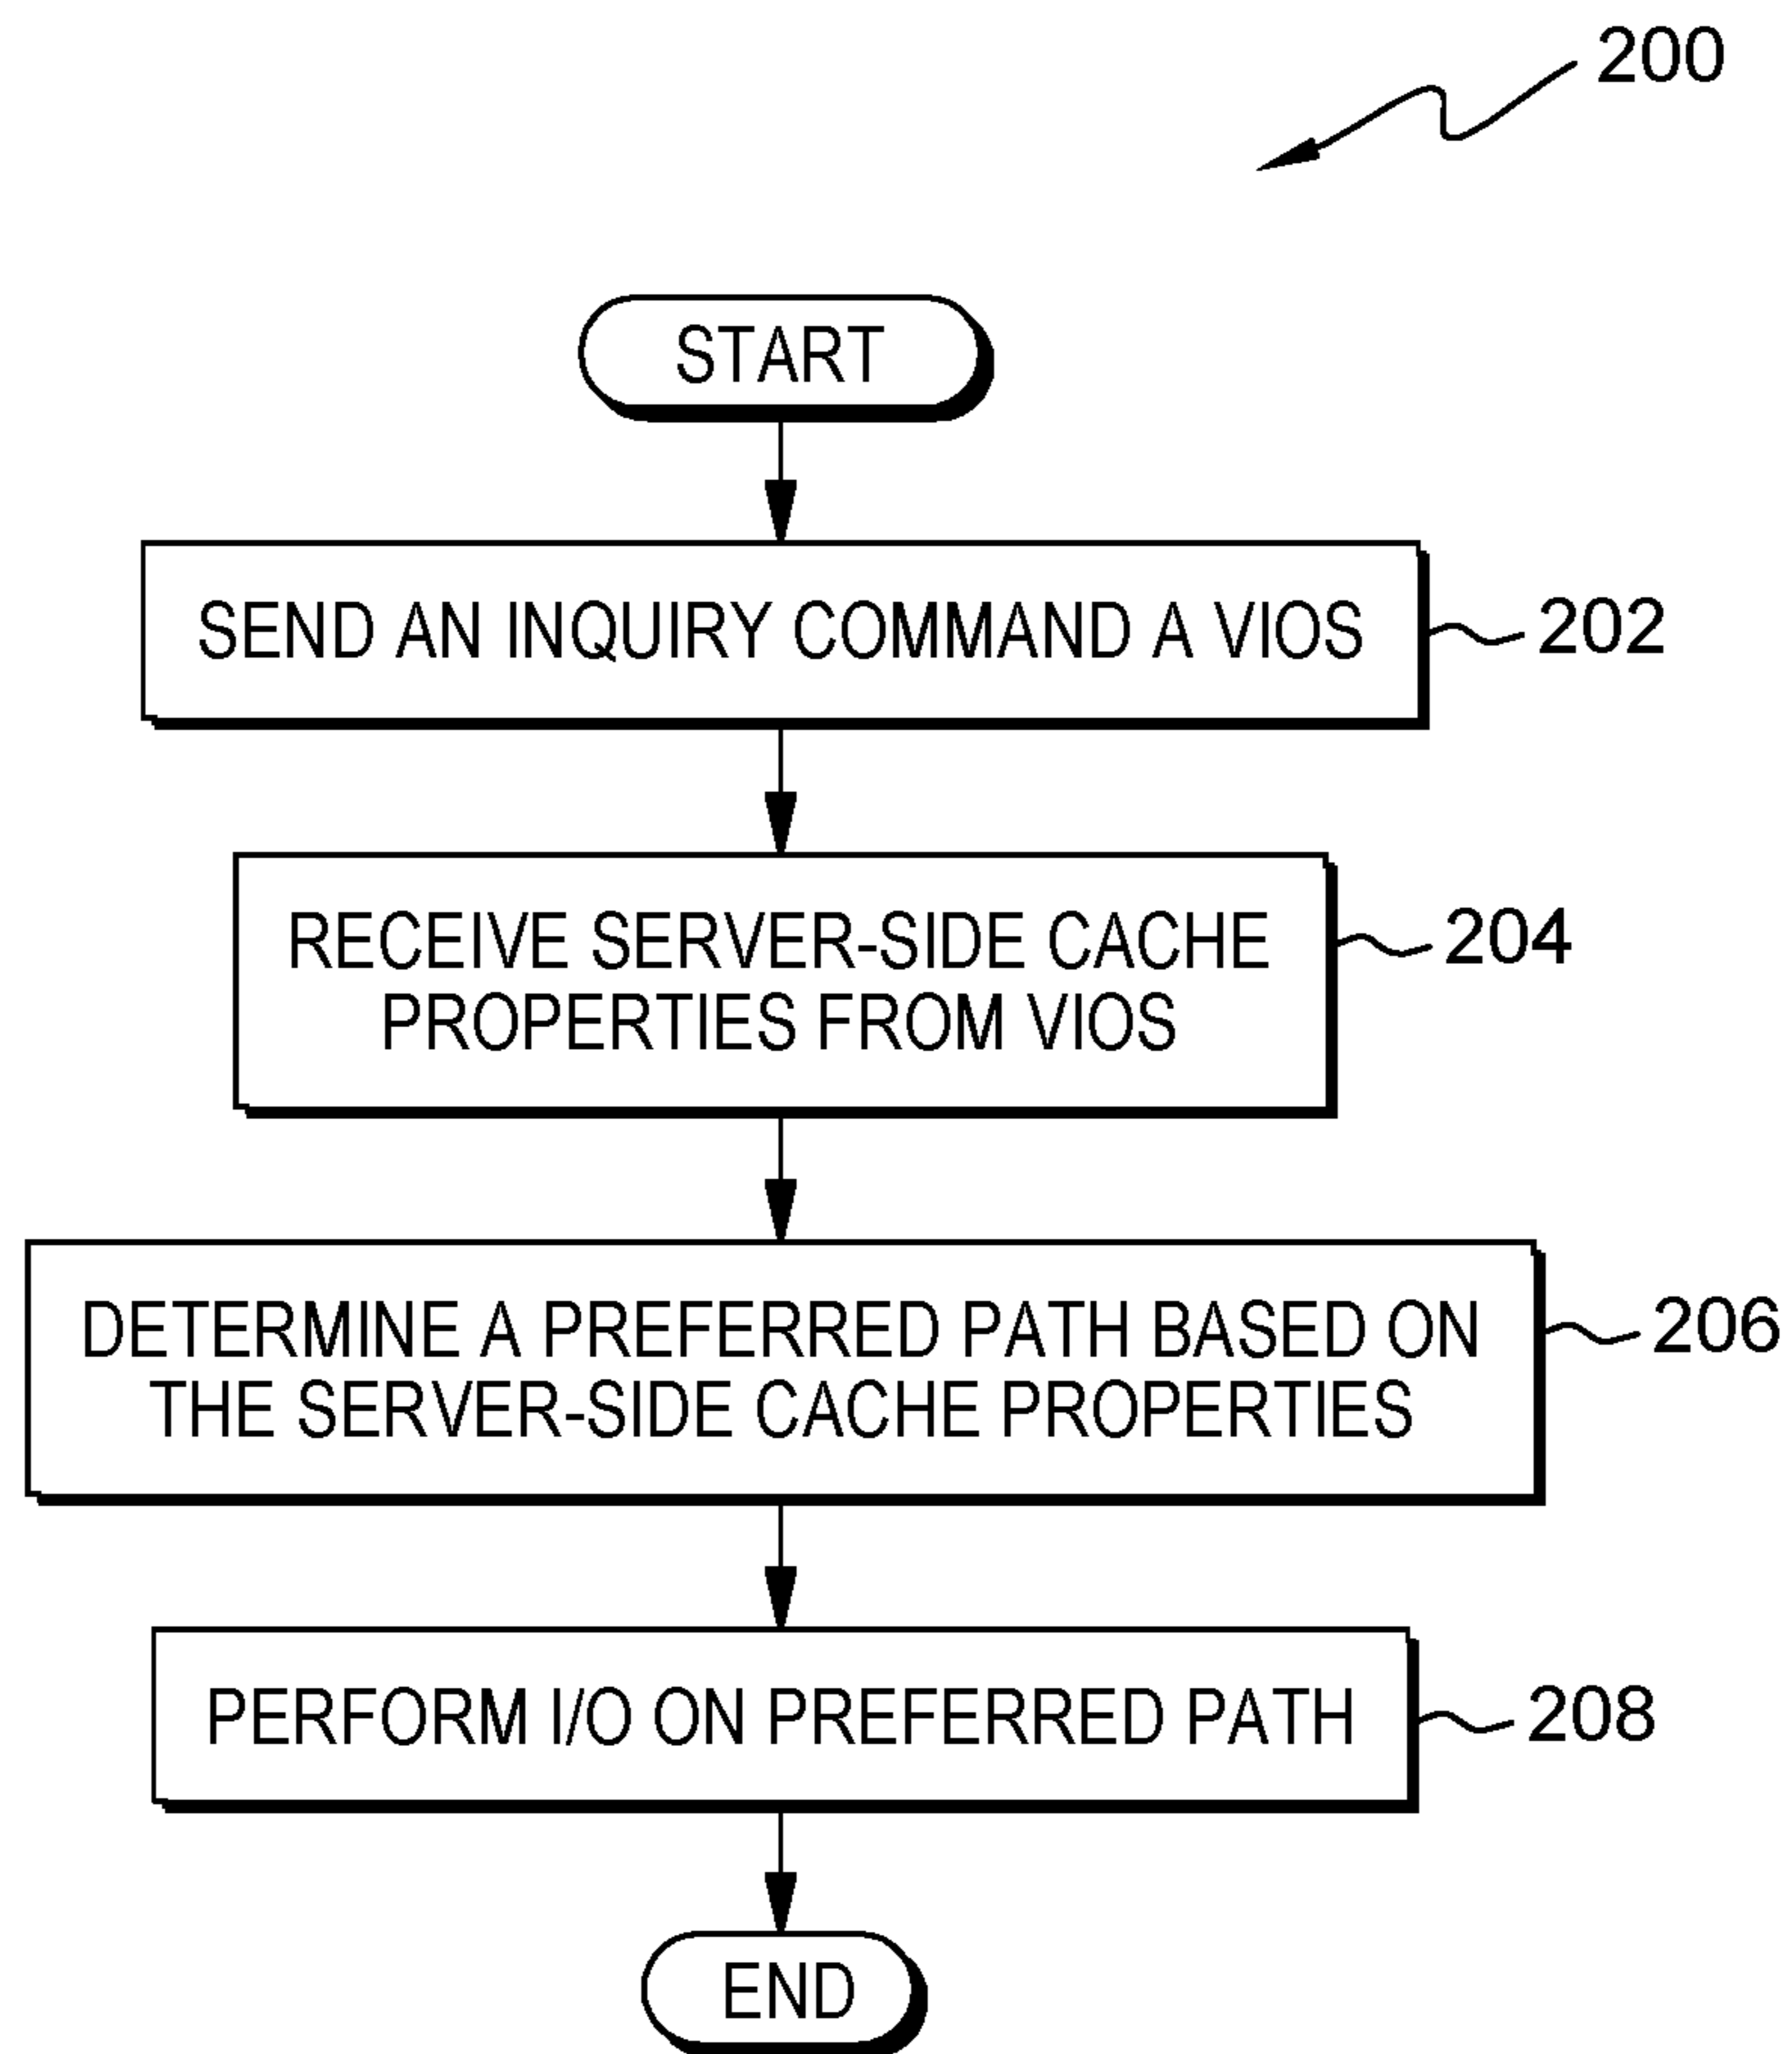 200
START
SEND AN INQUIRY COMMAND A VIOS
202
RECEIVE SERVER-SIDE CACHE
PROPERTIES FROM VIOS
204
DETERMINE A PREFERRED PATH BASED ON
THE SERVER-SIDE CACHE PROPERTIES
206
PERFORM I/O ON PREFERRED PATH
208
END